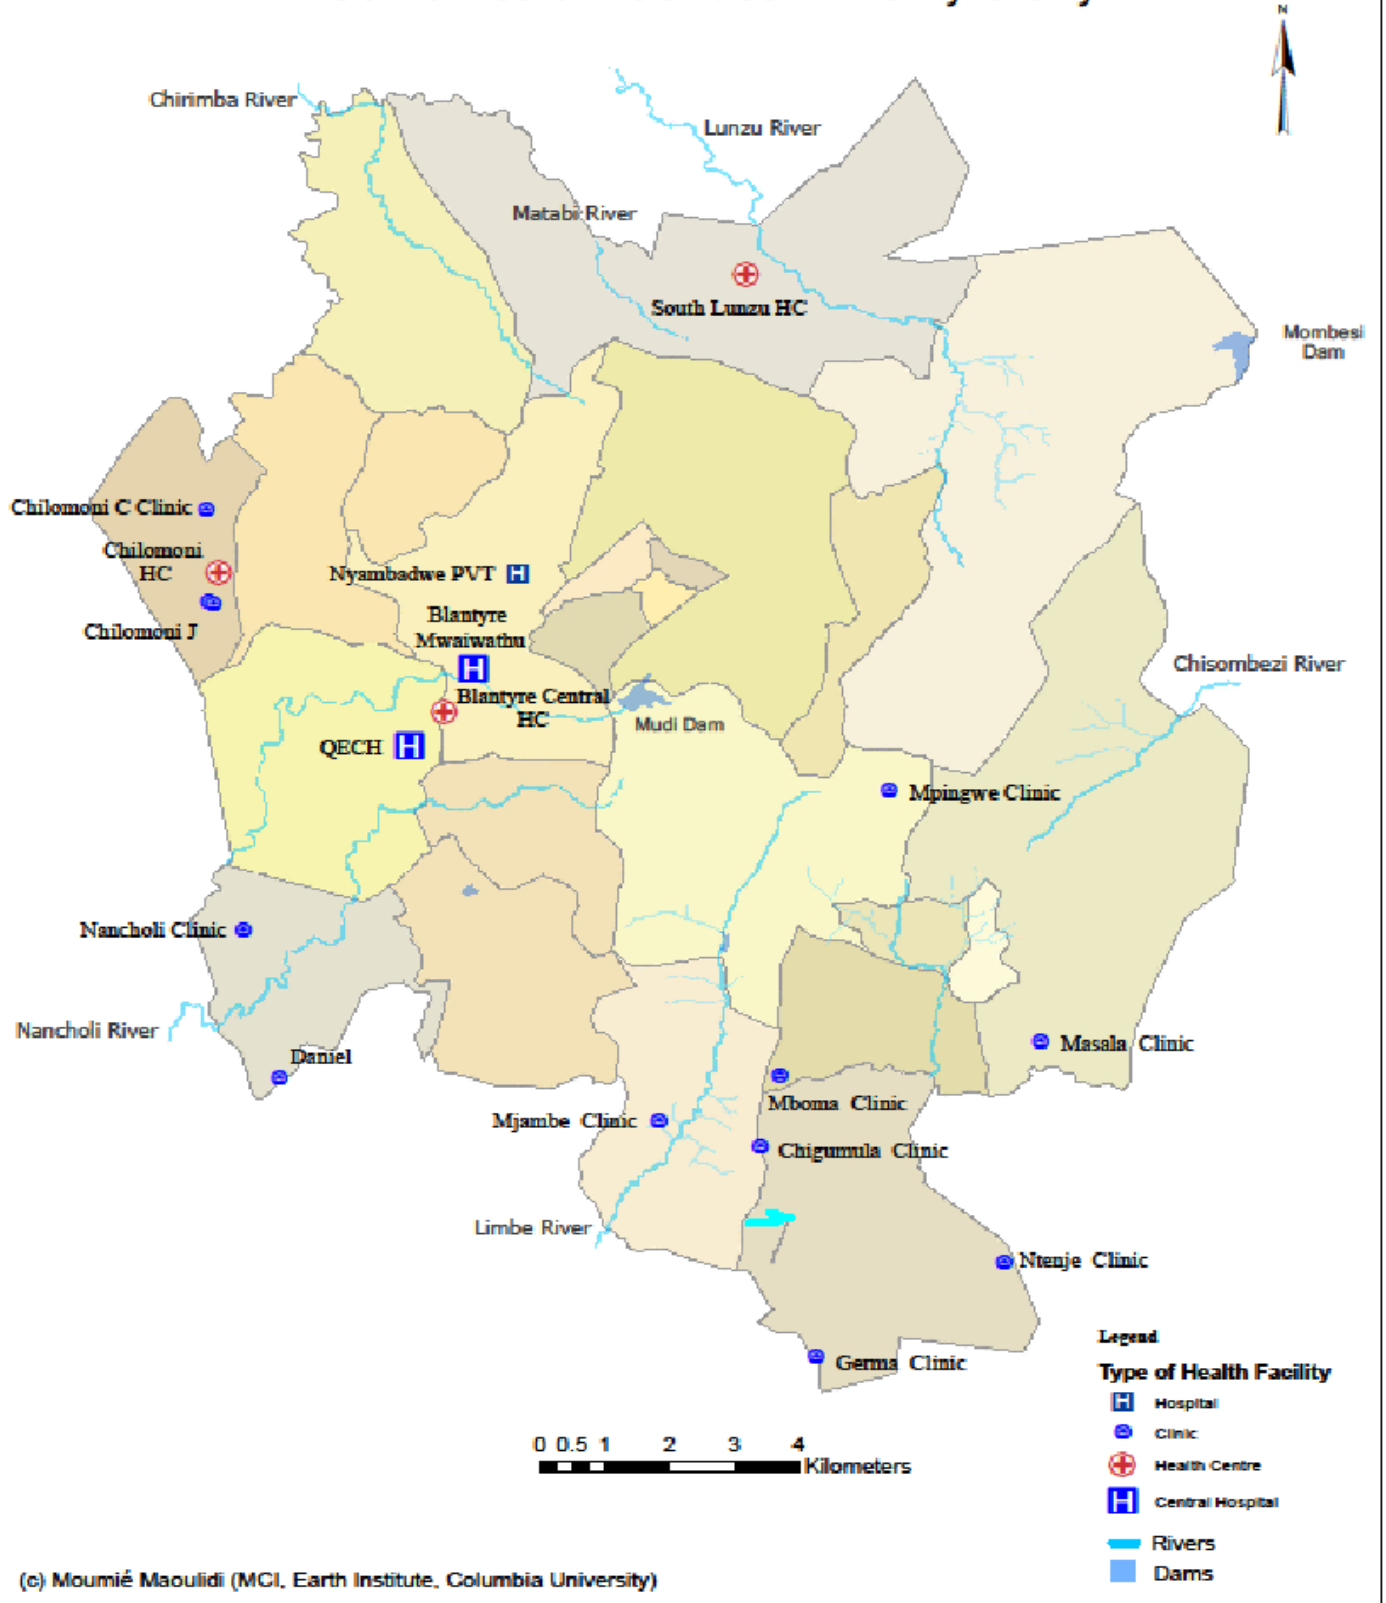 N
Chirimba River
Lunzu River
Matabi River
South Lunzu HC
Mombesi
Dam
Chilomoni C Clinic
Chilomoni
HC
Nyambadwe PVT
Chilomoni J
Blantyre
Mwaiwathu
Chisombezi River
Blantyre Central
HC
Mudi Dam
QECH
Mpingwe Clinic
Nancholi Clinic
Nancholi River
Daniel
Masala Clinic
Mboma Clinic
Mjambe Clinic
Chigumula Clinic
Limbe River
Ntenje Clinic
Germa Clinic
Legend
Type of Health Facility
H Hospital
Clinic
Health Centre
H Central Hospital
Rivers
Dams
0 0.5 1 2 3 4
Kilometers
(c) Moumié Maoulidi (MCI, Earth Institute, Columbia University)